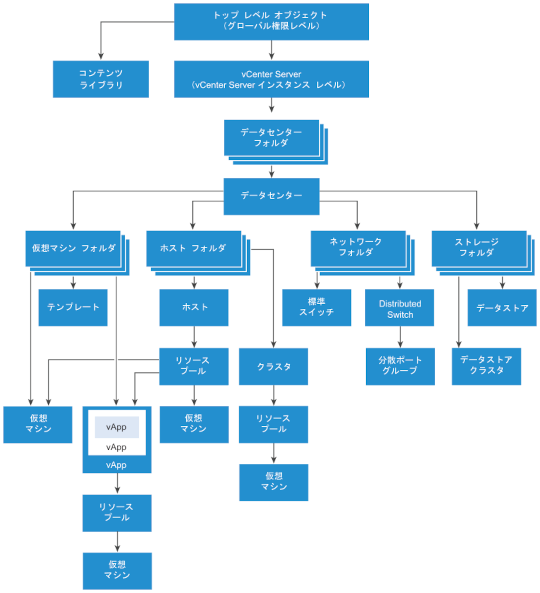 トップ レベル オブジェクト
(グローバル権限レベル)
コンテンツ
ライブラリ
vCenter Server
(vCenter Server インスタンス レベル)
データセンター
フォルダ
データセンター
仮想マシン フォルダ
ホスト フォルダ
ネットワーク
フォルダ
ストレージ
フォルダ
テンプレート
ホスト
標準
スイッチ
Distributed
Switch
データストア
リソース
プール
クラスタ
分散ポート
グループ
データストア
クラスタ
仮想
マシン
vApp
vApp
vApp
仮想
マシン
リソース
プール
仮想
マシン
リソース
プール
仮想
マシン